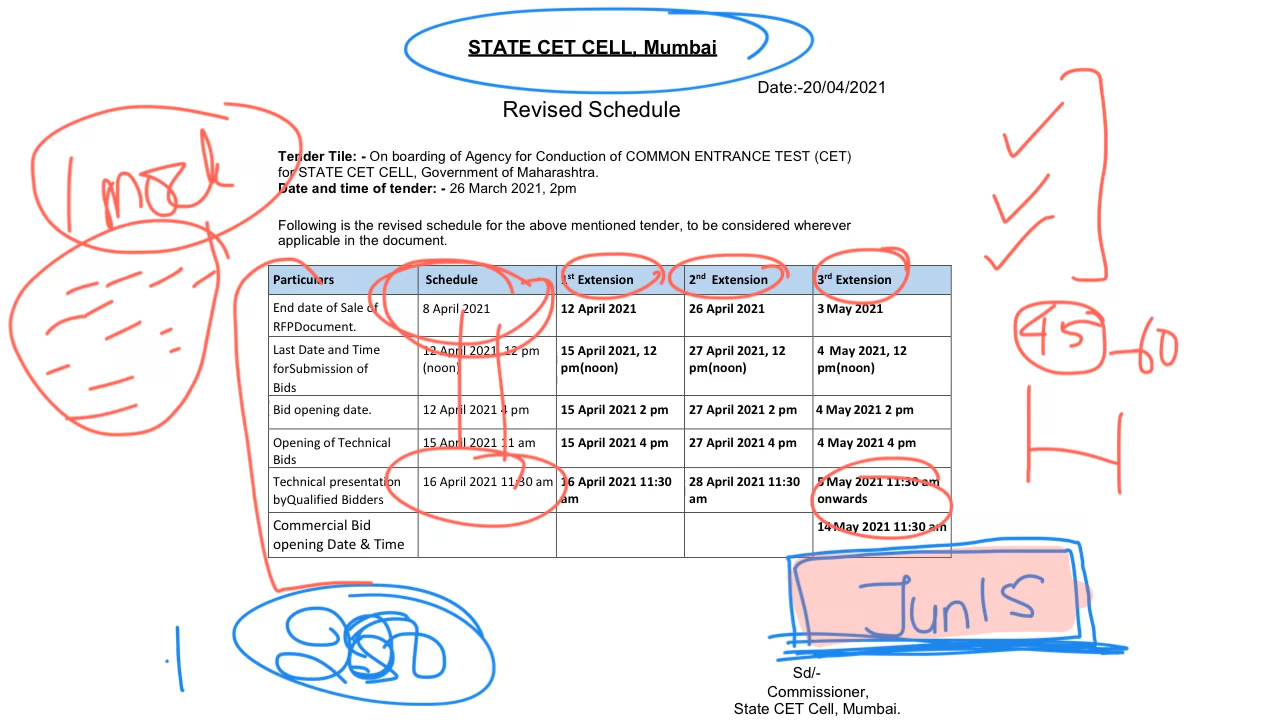 STATE CET CELL, Mumbai
Date:-20/04/2021
Revised Schedule
Tender Tile: - On boarding of Agency for Conduction of COMMON ENTRANCE TEST (CET)
for STATE CET CELL, Government of Maharashtra.
Date and time of tender: - 26 March 2021, 2pm
Following is the revised schedule for the above mentioned tender, to be considered wherever
applicable in the document.
Particulars Schedule 1st Extension 2nd Extension 3rd Extension
End date of Sale of RFPDocument. 8 April 2021 12 April 2021 26 April 2021 3 May 2021
Last Date and Time forSubmission of Bids 12 April 2021, 12 pm (noon) 15 April 2021, 12 pm(noon) 27 April 2021, 12 pm(noon) 4 May 2021, 12 pm(noon)
Bid opening date. 12 April 2021 4 pm 15 April 2021 2 pm 27 April 2021 2 pm 4 May 2021 2 pm
Opening of Technical Bids 15 April 2021 11 am 15 April 2021 4 pm 27 April 2021 4 pm 4 May 2021 4 pm
Technical presentation byQualified Bidders 16 April 2021 11:30 am 16 April 2021 11:30 am 28 April 2021 11:30 am 5 May 2021 11:30 am onwards
Commercial Bid opening Date & Time 14 May 2021 11:30 am
45-60
Jun 15
Sd/-
Commissioner,
State CET Cell, Mumbai.